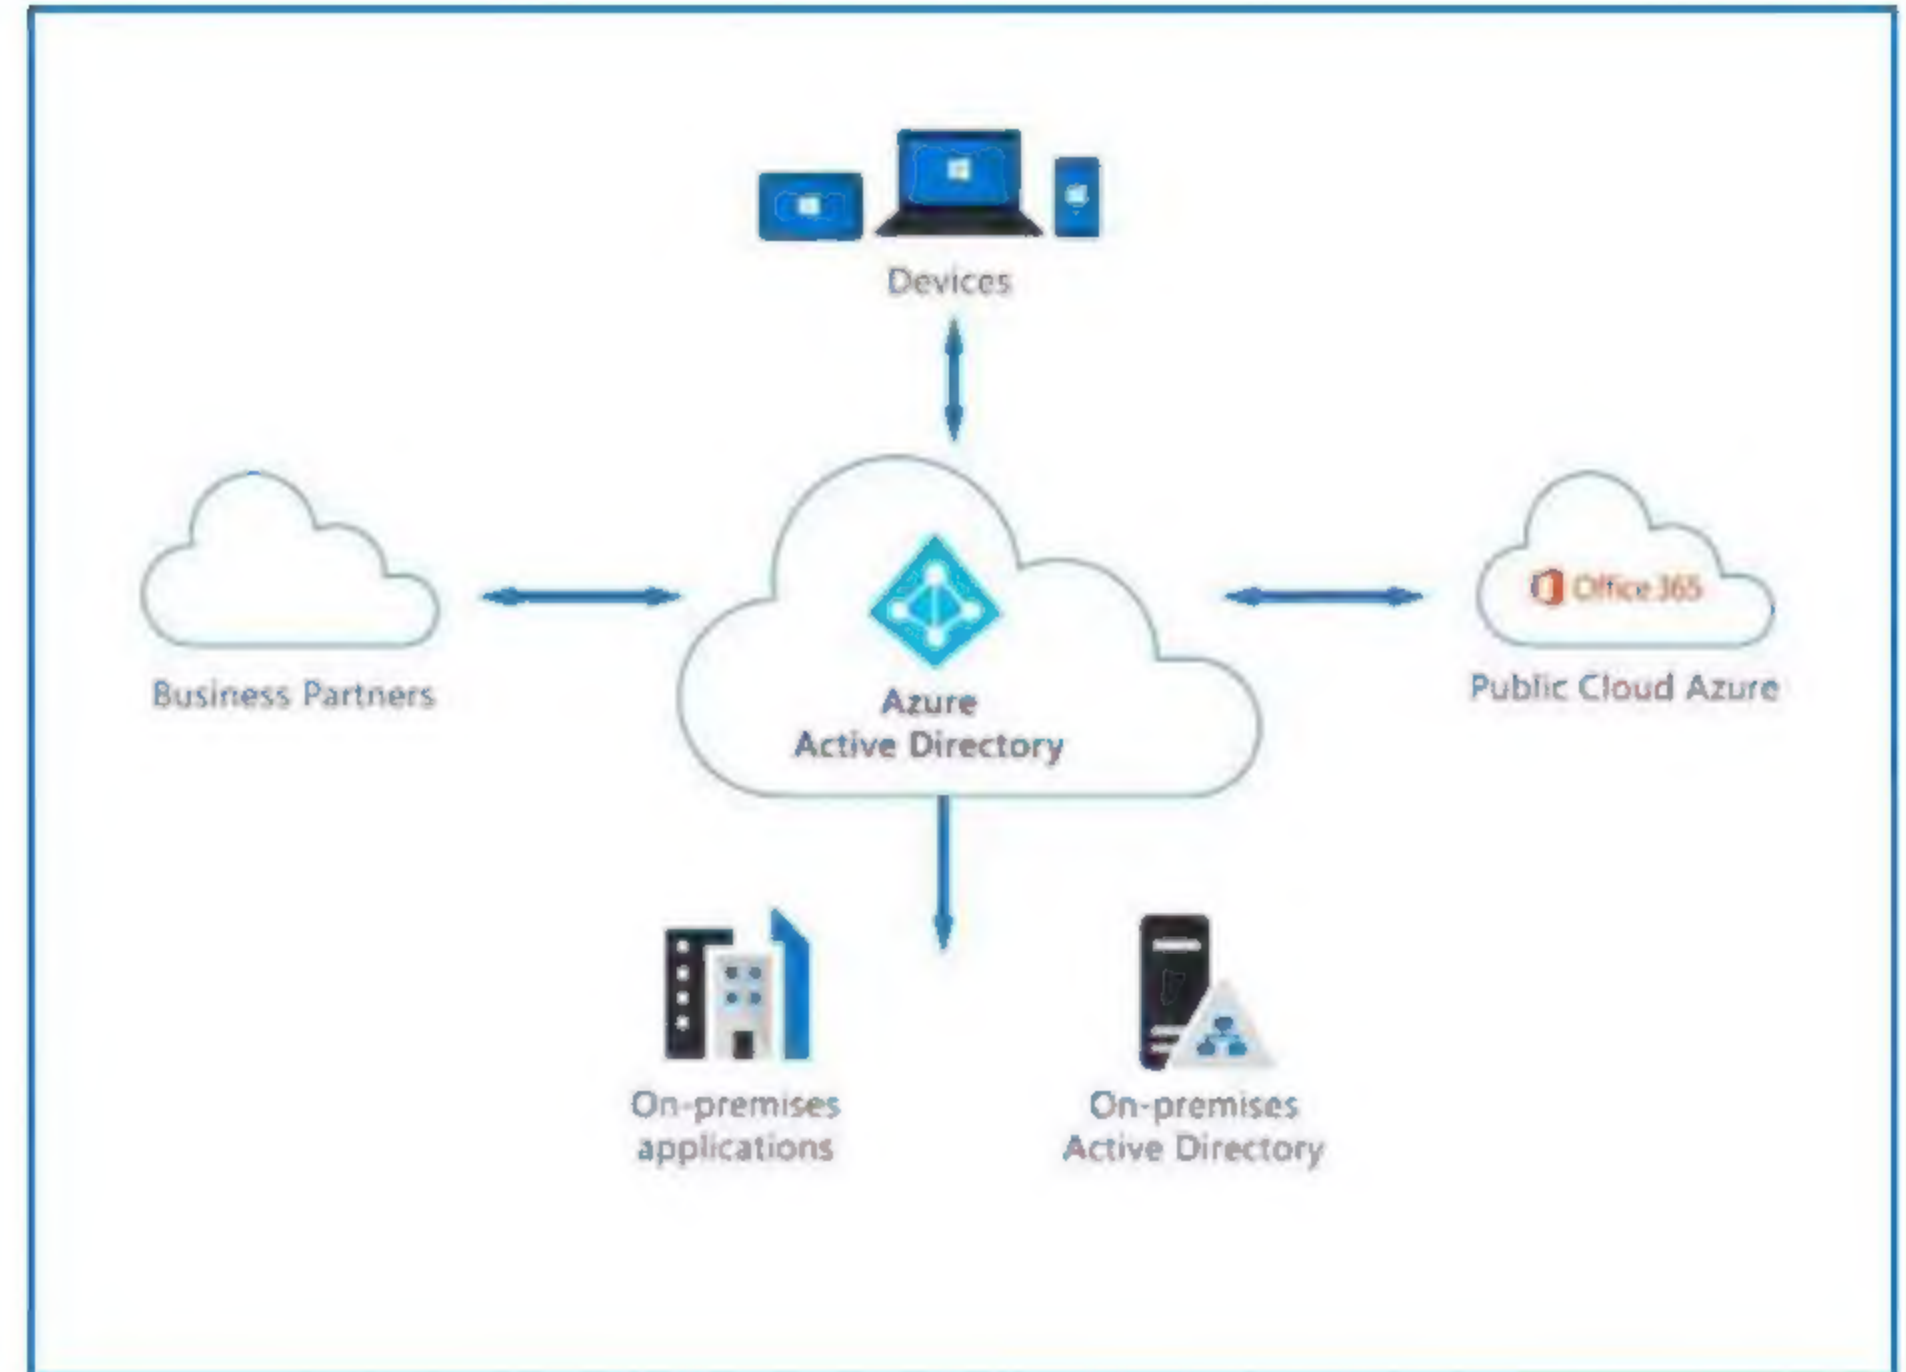 Devices
Business Partners
Azure
Active Directory
Office 365
Public Cloud Azure
On-premises
applications
On-premises
Active Directory